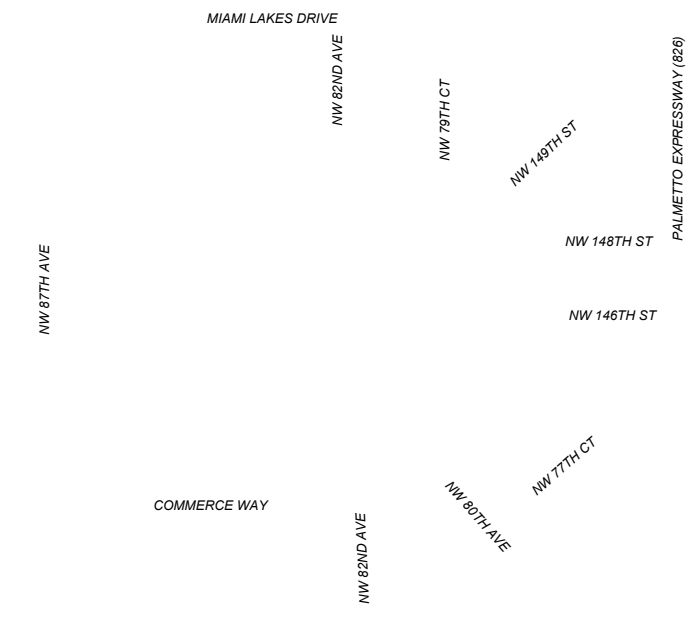 MIAMI LAKES DRIVE
NW 82ND AVE
PALMETTO EXPRESSWAY (826)
NW 79TH CT
NW 149TH ST
NW 148TH ST
NW 87TH AVE
NW 146TH ST
NW 77TH CT
NW 80TH AVE
COMMERCE WAY
NW 82ND AVE